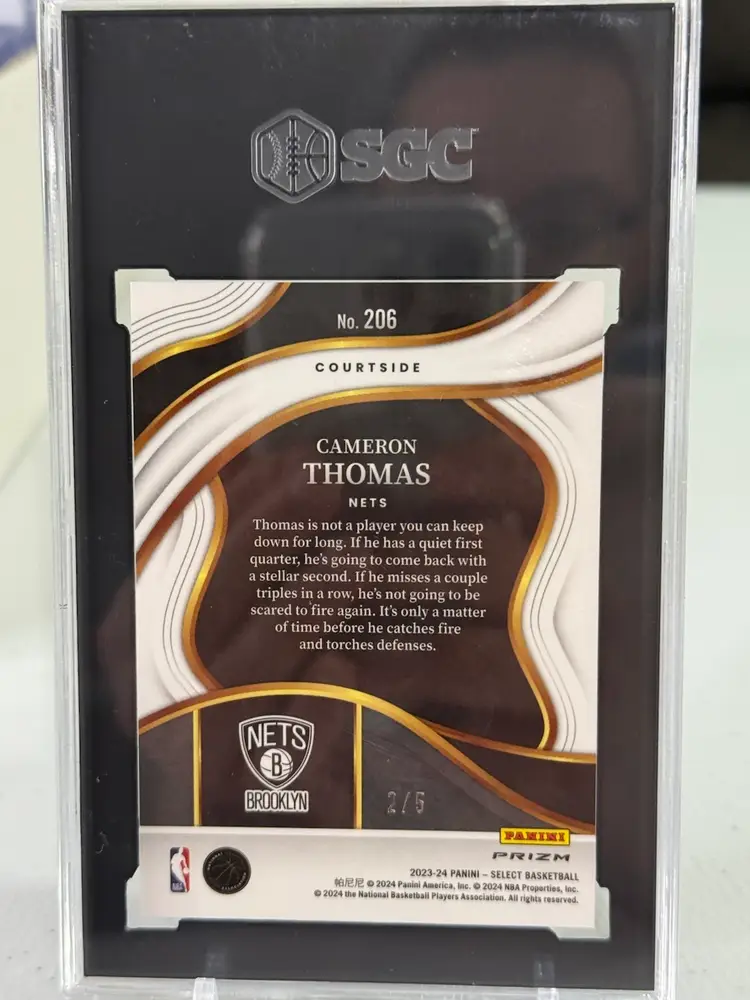 SGC
No. 206
COURTSIDE
CAMERON
THOMAS
NETS
Thomas is not a player you can keep
down for long. If he has a quiet first
quarter, he's going to come back with
a stellar second. If he misses a couple
triples in a row, he's not going to be
scared to fire again. It's only a matter
of time before he catches fire
and torches defenses.
NETS
B
BROOKLYN
2/5
PANINI
PRIZM
NBA
2023-24 PANINI – SELECT BASKETBALL
帕尼尼 © 2024 Panini America, Inc. © 2024 NBA Properties, Inc.
© 2024 the National Basketball Players Association. All rights reserved.